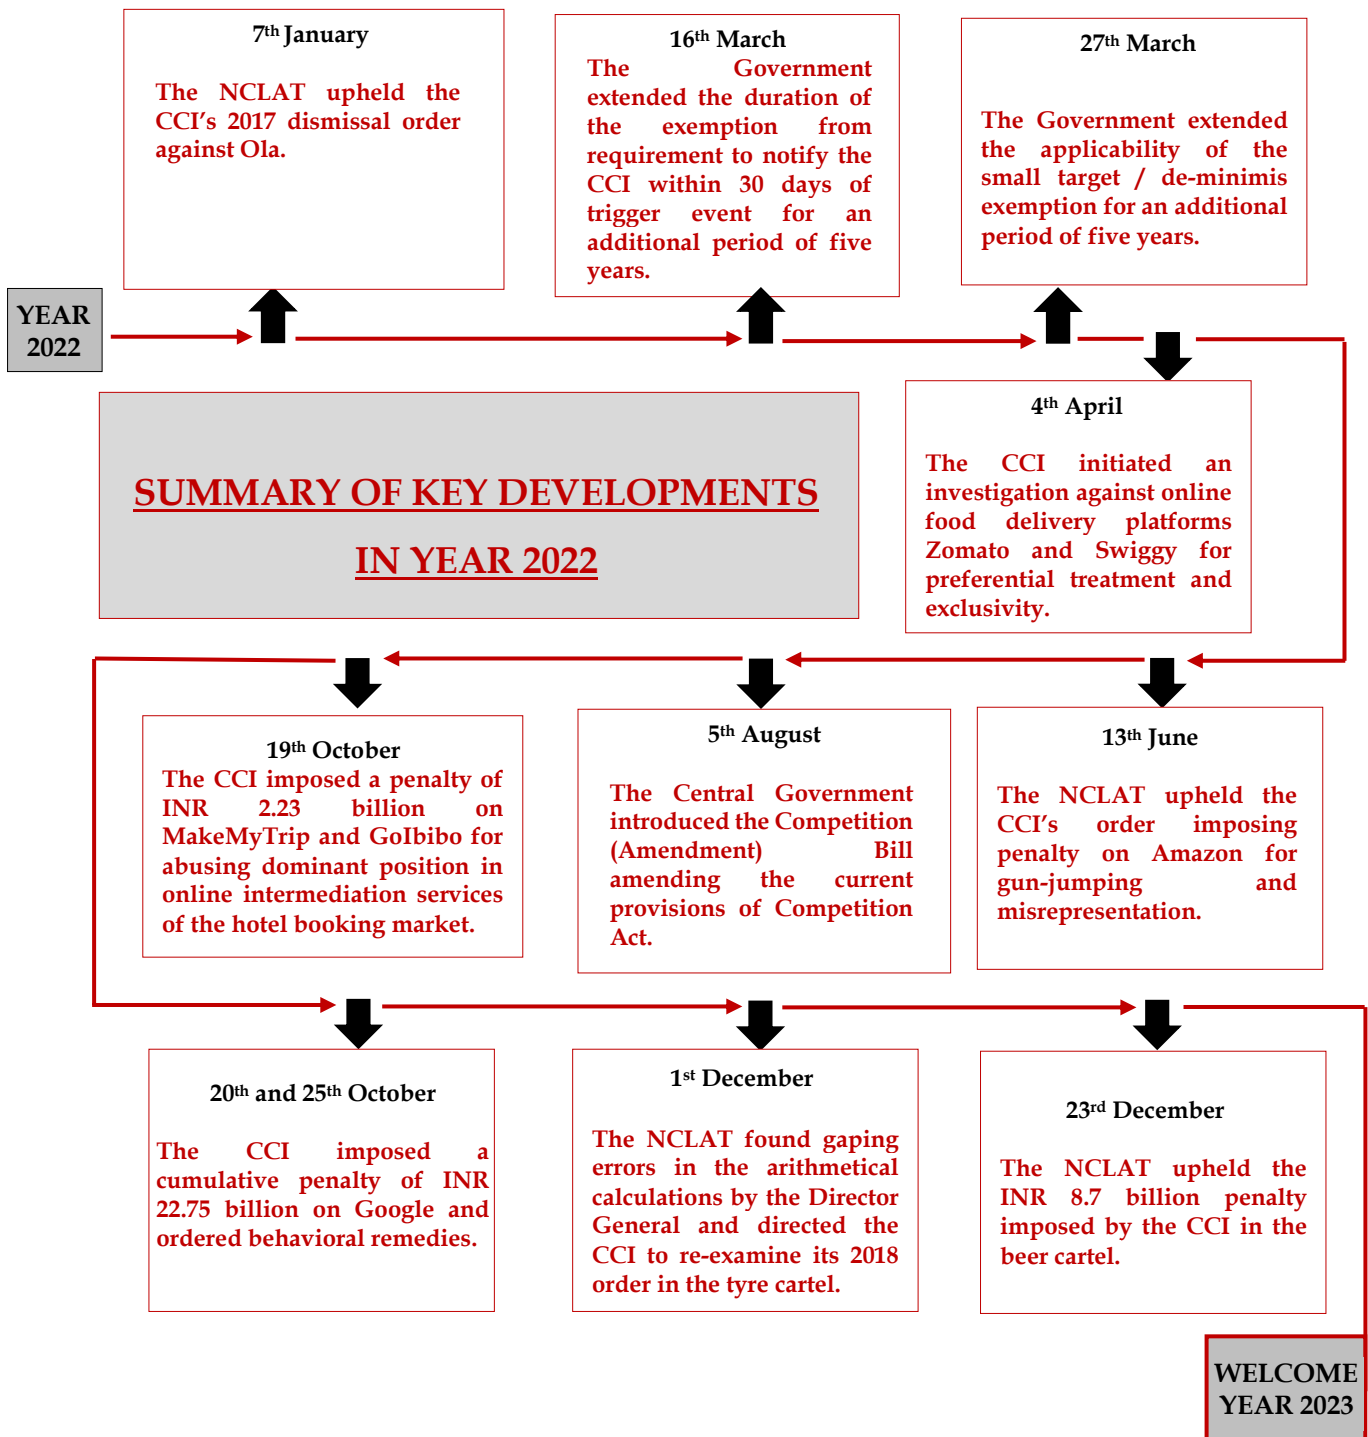 7th January
The NCLAT upheld the
CCI's 2017 dismissal order
against Ola.
16th March
The Government
extended the duration of
the exemption from
requirement to notify the
CCI within 30 days of
trigger event for an
additional period of five
years.
27th March
The Government extended
the applicability of the
small target / de-minimis
exemption for an additional
period of five years.
YEAR
2022
SUMMARY OF KEY DEVELOPMENTS
IN YEAR 2022
4th April
The CCI initiated an
investigation against online
food delivery platforms
Zomato and Swiggy for
preferential treatment and
exclusivity.
13th June
The NCLAT upheld the
CCI's order imposing
penalty on Amazon for
gun-jumping and
misrepresentation.
5th August
The Central Government
introduced the Competition
(Amendment) Bill
amending the current
provisions of Competition
Act.
19th October
The CCI imposed a penalty of
INR 2.23 billion on
MakeMyTrip and GoIbibo for
abusing dominant position in
online intermediation services
of the hotel booking market.
20th and 25th October
The CCI imposed a
cumulative penalty of INR
22.75 billion on Google and
ordered behavioral remedies.
1st December
The NCLAT found gaping
errors in the arithmetical
calculations by the Director
General and directed the
CCI to re-examine its 2018
order in the tyre cartel.
23rd December
The NCLAT upheld the
INR 8.7 billion penalty
imposed by the CCI in the
beer cartel.
WELCOME
YEAR 2023